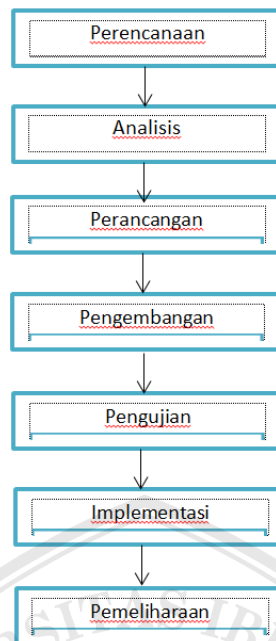 Perencanaan
Analisis
Perancangan
Pengembangan
Pengujian
Implementasi
Pemeliharaan